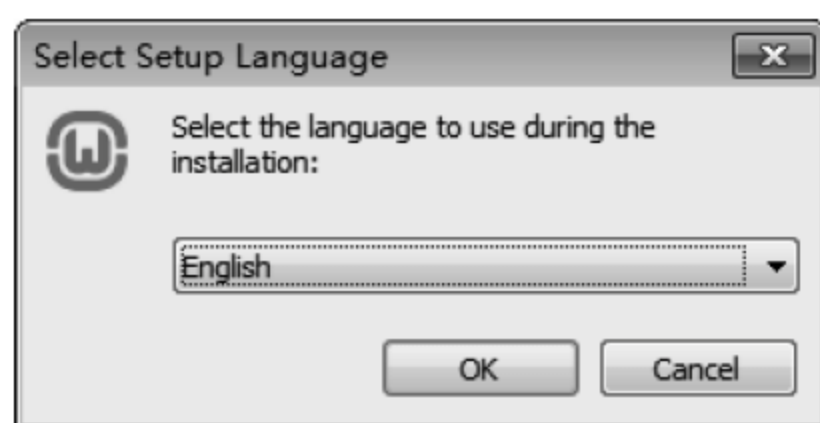 Select Setup Language
Select the language to use during the
installation:
English
OK
Cancel